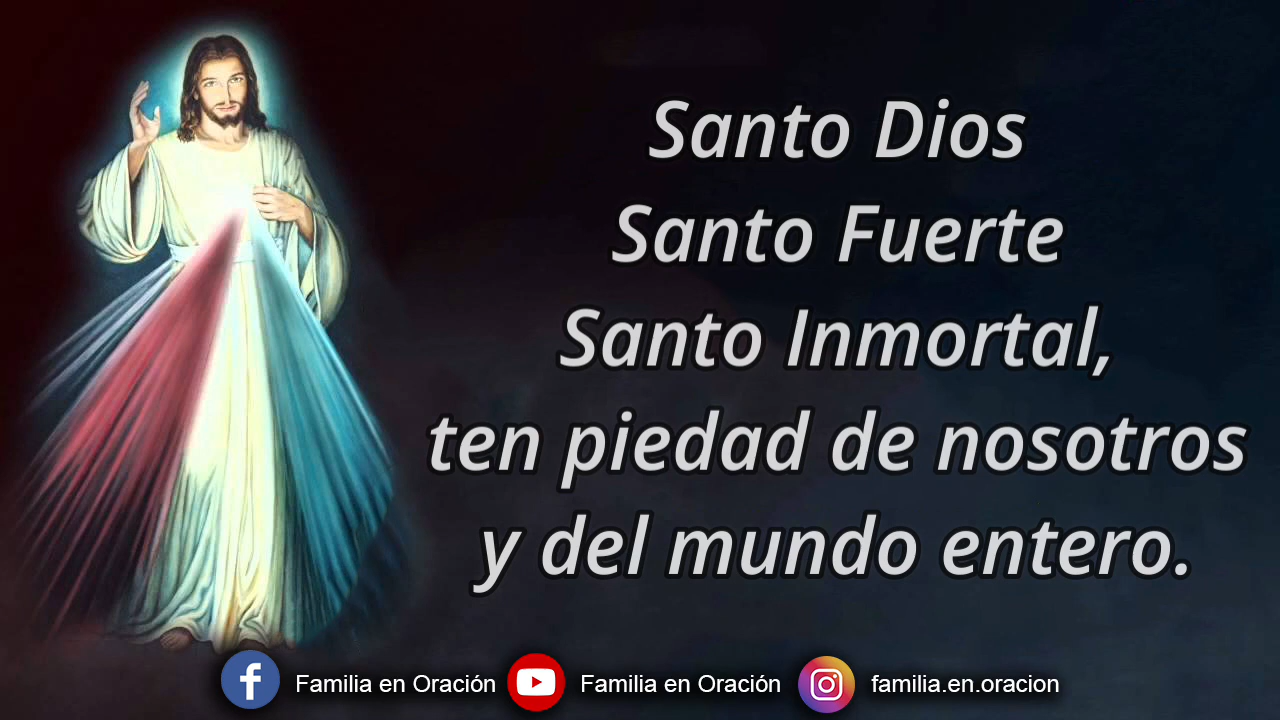 Santo Dios
Santo Fuerte
Santo Inmortal,
ten piedad de nosotros
y del mundo entero.
Familia en Oración Familia en Oración familia.en.oracion